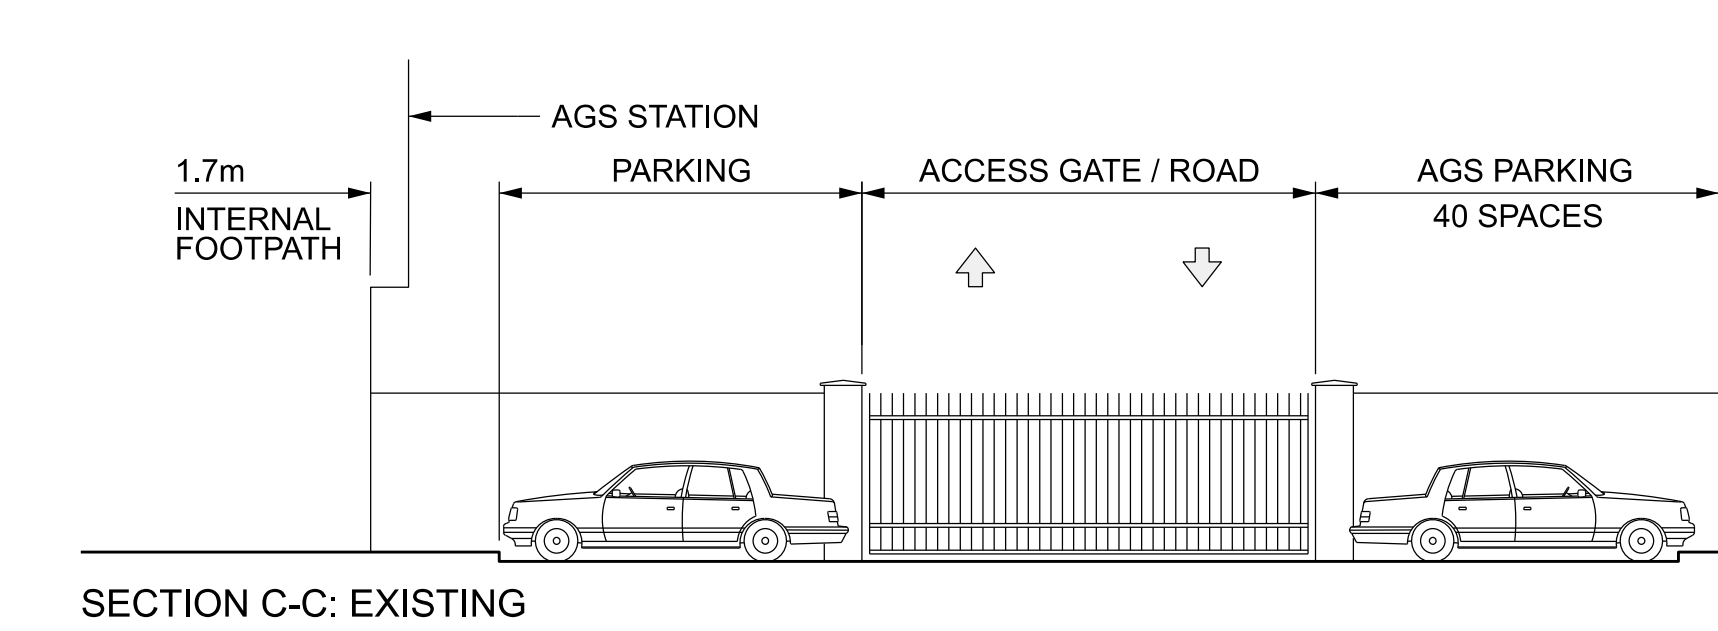 AGS STATION
1.7m
PARKING
ACCESS GATE / ROAD
AGS PARKING
INTERNAL
FOOTPATH
40 SPACES
SECTION C-C: EXISTING